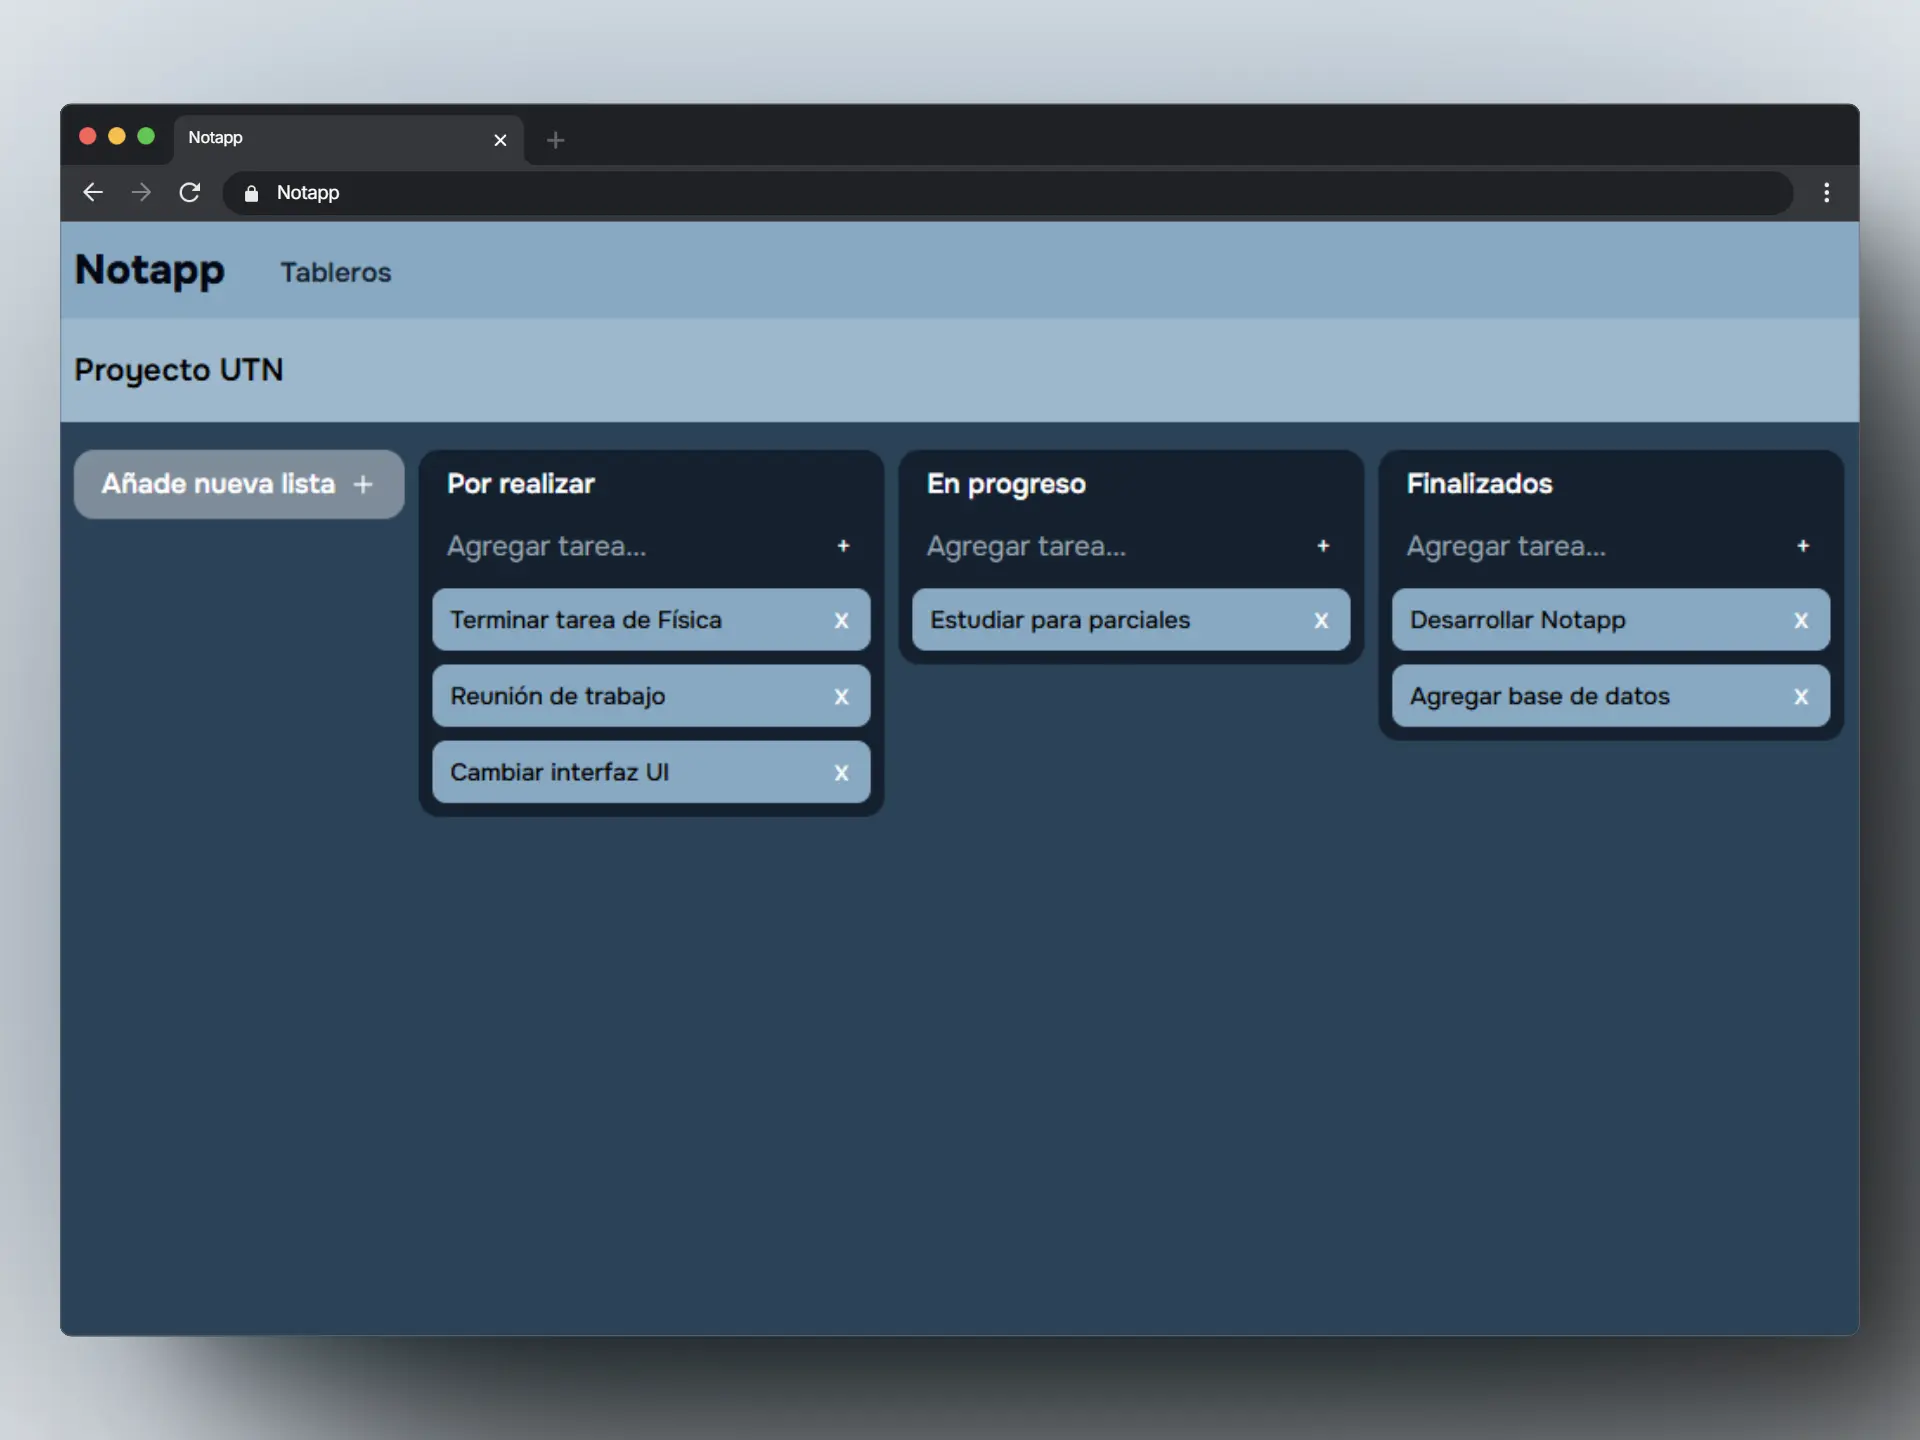 Notapp
Notapp
Notapp Tableros
Proyecto UTN
Añade nueva lista +
Por realizar
Agregar tarea... +
Terminar tarea de Física X
Reunión de trabajo X
Cambiar interfaz UI X
En progreso
Agregar tarea... +
Estudiar para parciales X
Finalizados
Agregar tarea... +
Desarrollar Notapp X
Agregar base de datos X